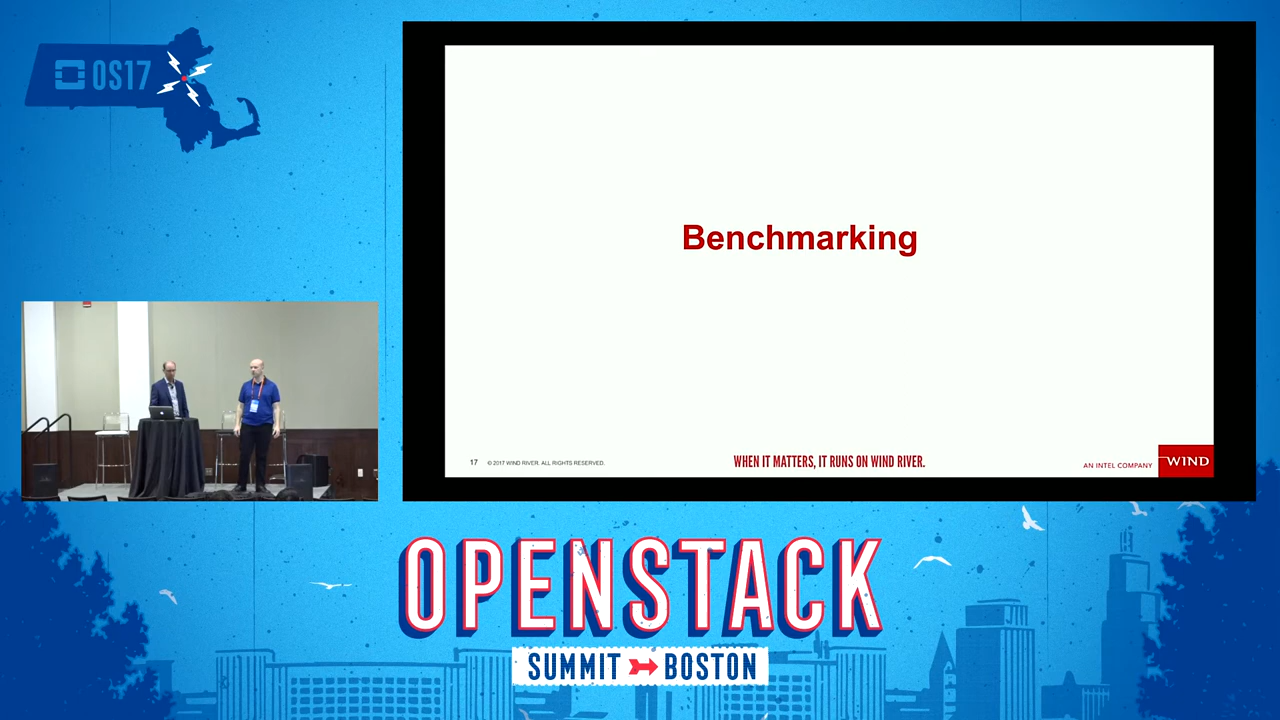 OS17
Benchmarking
17
© 2017 WIND RIVER. ALL RIGHTS RESERVED.
WHEN IT MATTERS, IT RUNS ON WIND RIVER.
AN INTEL COMPANY
WIND
OPENSTACK
SUMMIT BOSTON